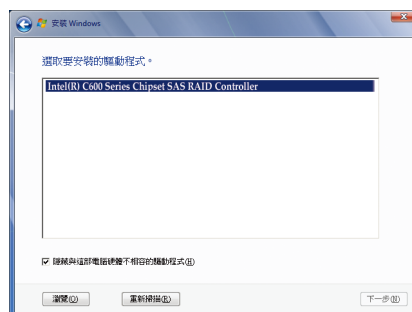 安裝 Windows
選取要安裝的驅動程式。
Intel(R) C600 Series Chipset SAS RAID Controller
隱藏與這部電腦硬體不相容的驅動程式(H)
瀏覽(O) 重新掃描(R) 下一步(N)